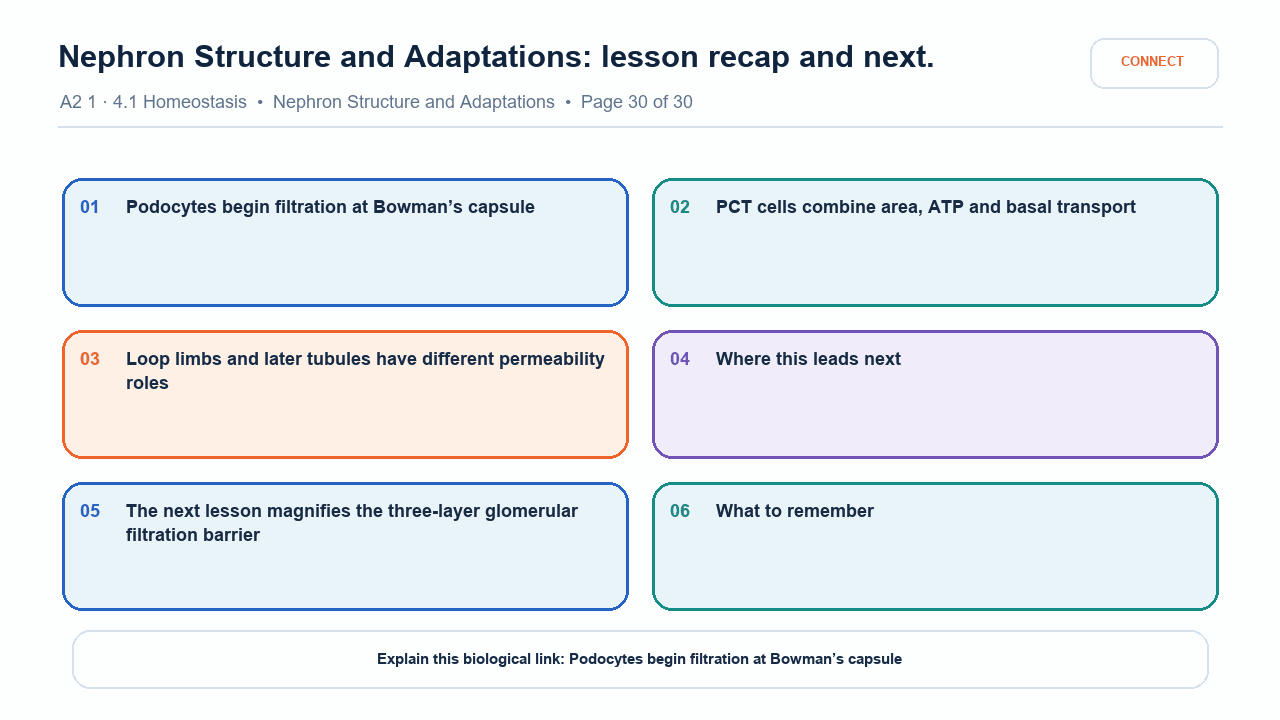 Nephron Structure and Adaptations: lesson recap and next.
CONNECT
A2 1 · 4.1 Homeostasis • Nephron Structure and Adaptations • Page 30 of 30
01 Podocytes begin filtration at Bowman’s capsule
02 PCT cells combine area, ATP and basal transport
03 Loop limbs and later tubules have different permeability
roles
04 Where this leads next
05 The next lesson magnifies the three-layer glomerular
filtration barrier
06 What to remember
Explain this biological link: Podocytes begin filtration at Bowman’s capsule